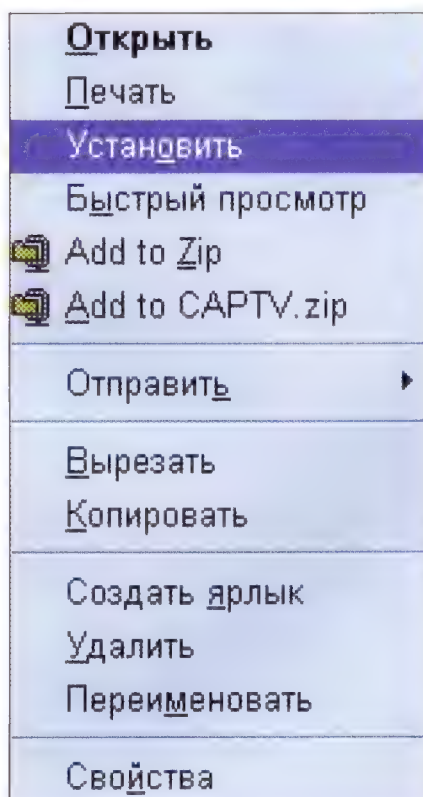 Открыть
Печать
Установить
Быстрый просмотр
Add to Zip
Add to CAPTV.zip
Отправить
Вырезать
Копировать
Создать ярлык
Удалить
Переименовать
Свойства